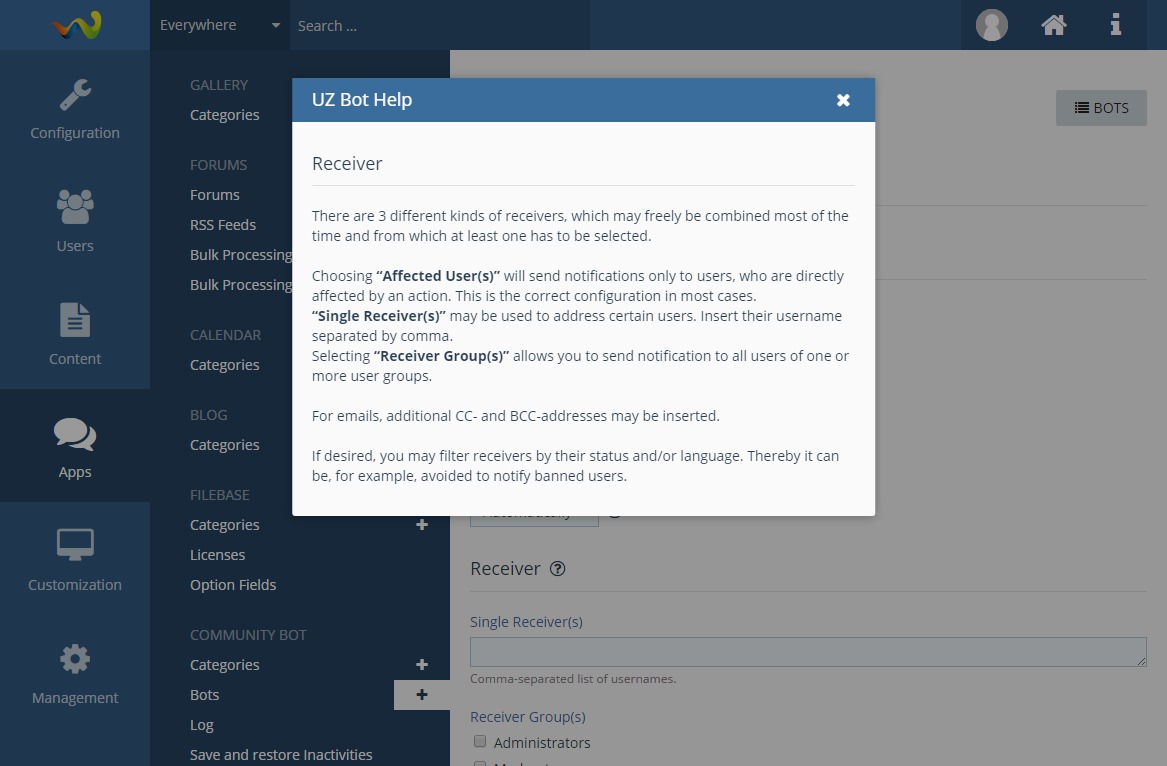 Everywhere
Search ...
Configuration
Users
Content
Apps
Customization
Management
GALLERY
Categories
FORUMS
Forums
RSS Feeds
Bulk Processing
Bulk Processing
CALENDAR
Categories
BLOG
Categories
FILEBASE
Categories
Licenses
Option Fields
COMMUNITY BOT
Categories
Bots
Log
Save and restore Inactivities
BOTS
UZ Bot Help
Receiver
There are 3 different kinds of receivers, which may freely be combined most of the
time and from which at least one has to be selected.
Choosing “Affected User(s)” will send notifications only to users, who are directly
affected by an action. This is the correct configuration in most cases.
“Single Receiver(s)” may be used to address certain users. Insert their username
separated by comma.
Selecting “Receiver Group(s)” allows you to send notification to all users of one or
more user groups.
For emails, additional CC- and BCC-addresses may be inserted.
If desired, you may filter receivers by their status and/or language. Thereby it can
be, for example, avoided to notify banned users.
Receiver
Single Receiver(s)
Comma-separated list of usernames.
Receiver Group(s)
Administrators